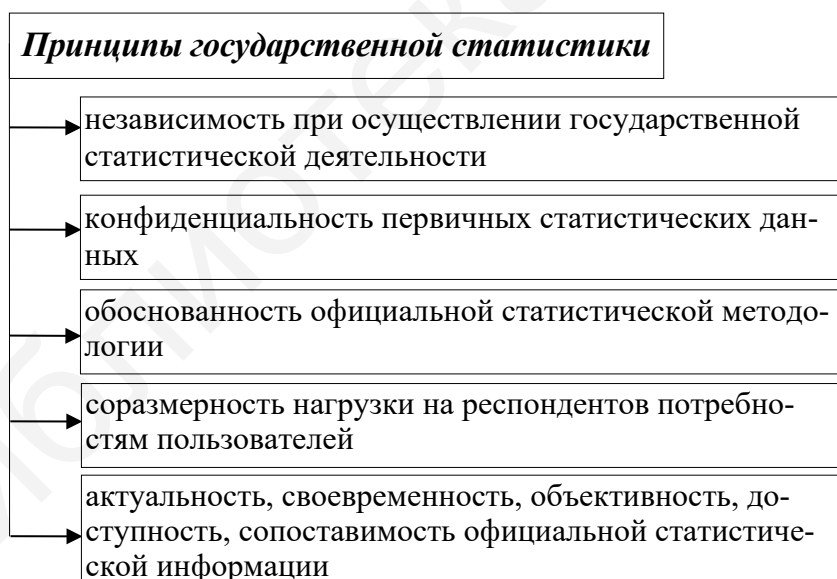 Принципы государственной статистики
независимость при осуществлении государственной
статистической деятельности
конфиденциальность первичных статистических дан-
ных
обоснованность официальной статистической методо-
логии
соразмерность нагрузки на респондентов потребно-
стям пользователей
актуальность, своевременность, объективность, до-
ступность, сопоставимость официальной статистиче-
ской информации